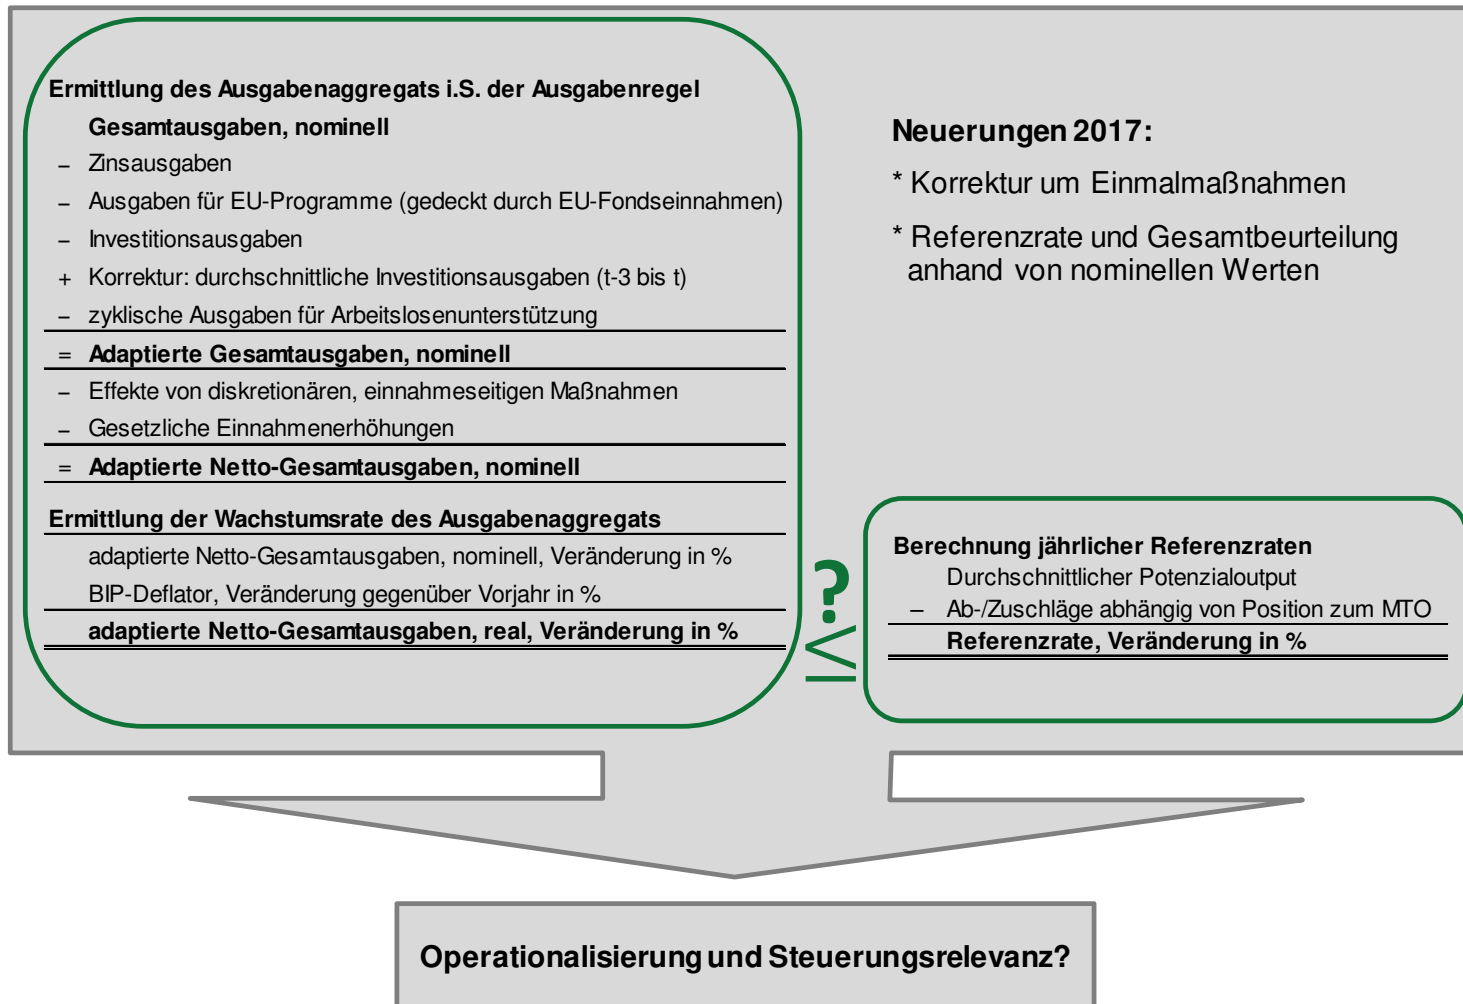 Ermittlung des Ausgabenaggregats i.S. der Ausgabenregel
Gesamtausgaben, nominell
– Zinsausgaben
– Ausgaben für EU-Programme (gedeckt durch EU-Fondseinnahmen)
– Investitionsausgaben
+ Korrektur: durchschnittliche Investitionsausgaben (t-3 bis t)
– zyklische Ausgaben für Arbeitslosenunterstützung
= Adaptierte Gesamtausgaben, nominell
– Effekte von diskretionären, einnahmeseitigen Maßnahmen
– Gesetzliche Einnahmenerhöhungen
= Adaptierte Netto-Gesamtausgaben, nominell
Ermittlung der Wachstumsrate des Ausgabenaggregats
adaptierte Netto-Gesamtausgaben, nominell, Veränderung in %
BIP-Deflator, Veränderung gegenüber Vorjahr in %
adaptierte Netto-Gesamtausgaben, real, Veränderung in %
?
≤
Neuerungen 2017:
* Korrektur um Einmalmaßnahmen
* Referenzrate und Gesamtbeurteilung
anhand von nominellen Werten
Berechnung jährlicher Referenzraten
Durchschnittlicher Potenzialoutput
– Ab-/Zuschläge abhängig von Position zum MTO
Referenzrate, Veränderung in %
Operationalisierung und Steuerungsrelevanz?